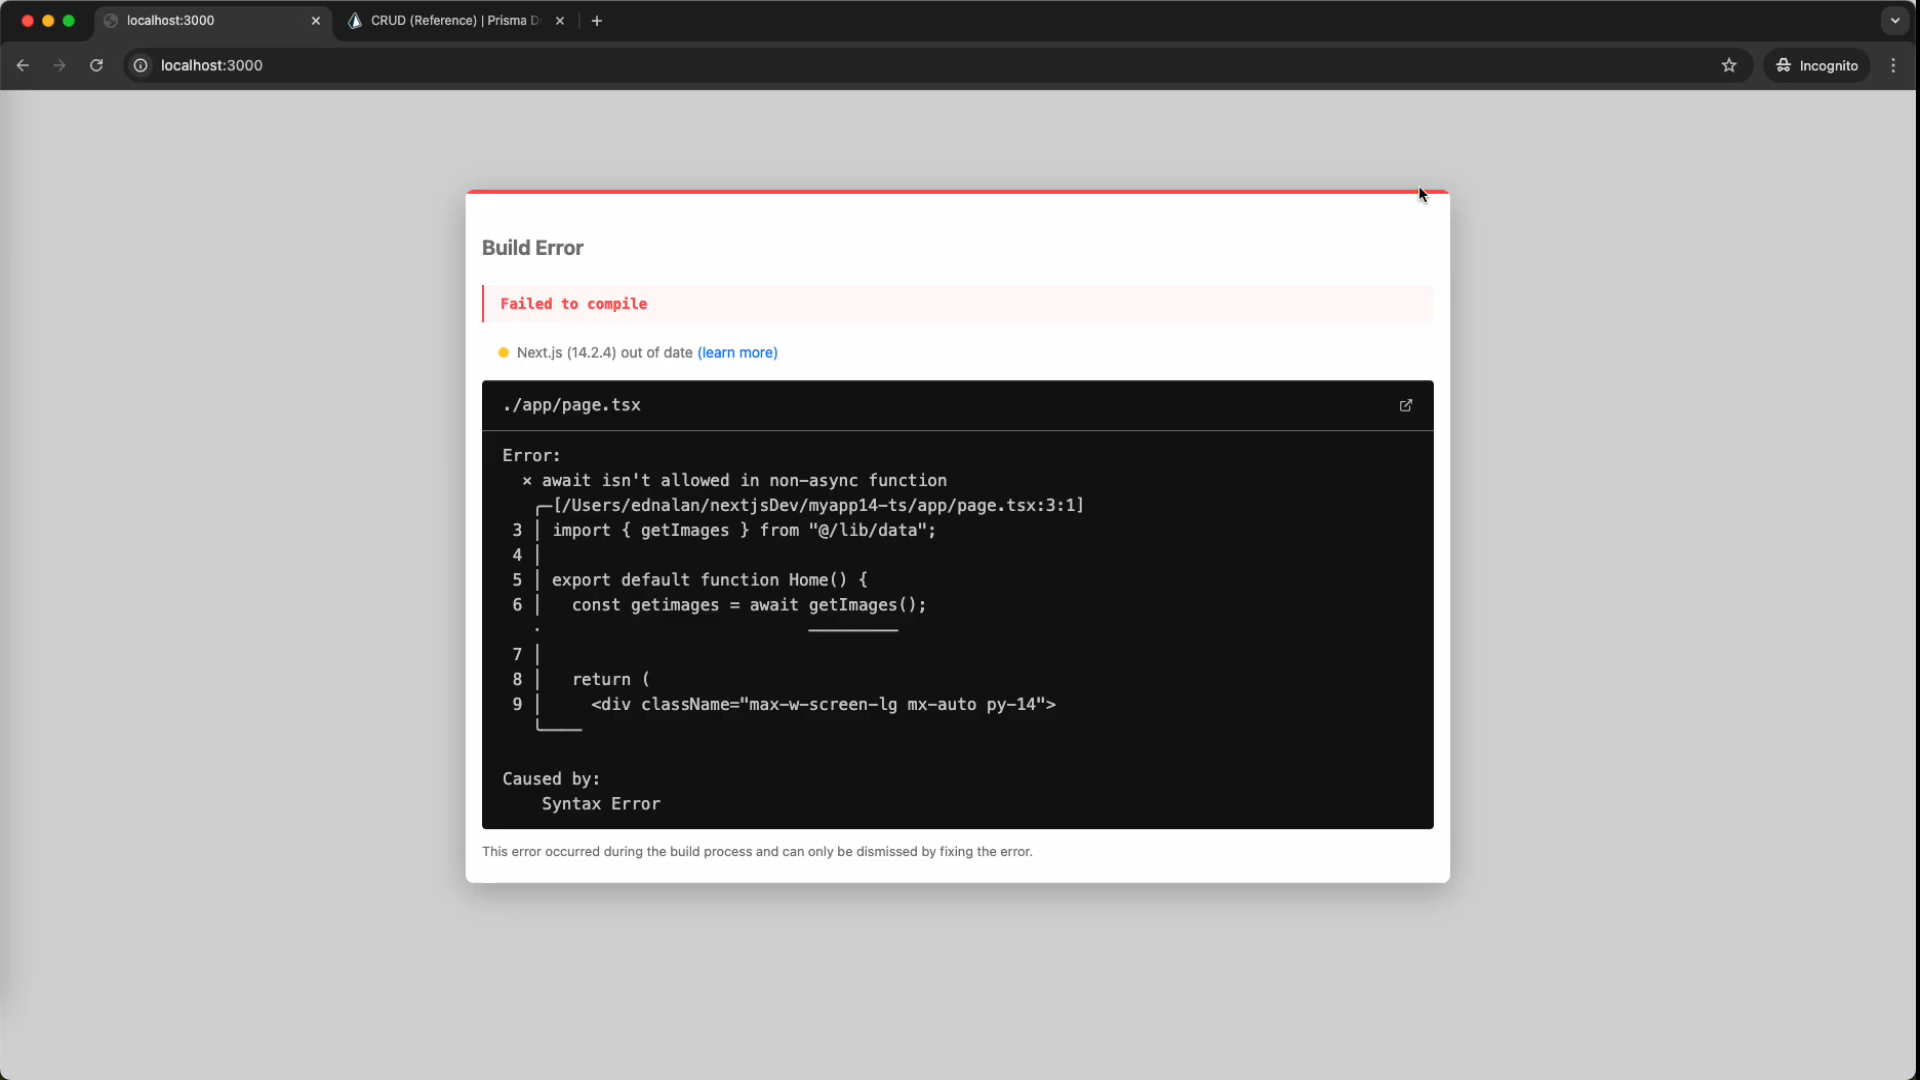 localhost:3000
CRUD (Reference) | Prisma D
localhost:3000
Incognito
Build Error
Failed to compile
Next.js (14.2.4) out of date (learn more)
./app/page.tsx
Error:
× await isn't allowed in non-async function
╭─[/Users/ednalan/nextjsDev/myapp14-ts/app/page.tsx:3:1]
3 │ import { getImages } from "@/lib/data";
4 │
5 │ export default function Home() {
6 │   const getimages = await getImages();
·                           ─────────
7 │
8 │   return (
9 │     <div className="max-w-screen-lg mx-auto py-14">
╰────
Caused by:
Syntax Error
This error occurred during the build process and can only be dismissed by fixing the error.